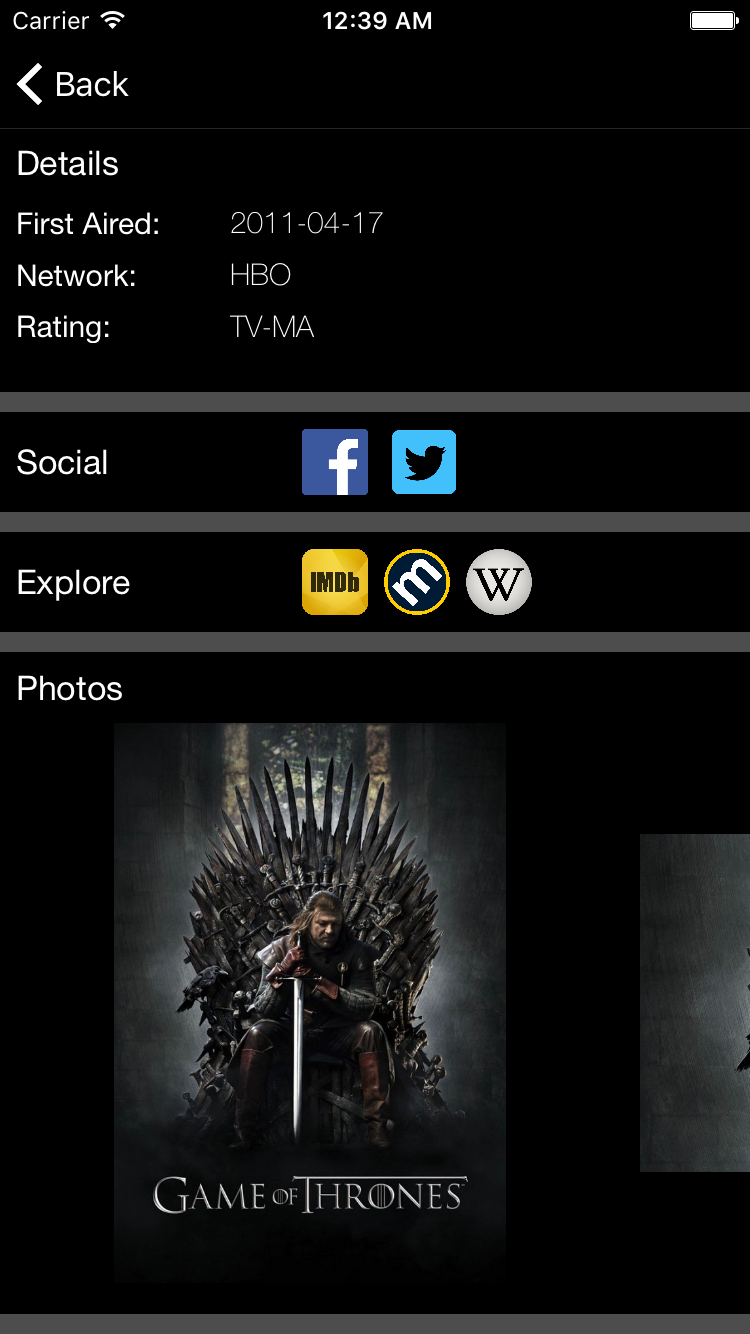 Carrier 12:39 AM
Back
Details
First Aired: 2011-04-17
Network: HBO
Rating: TV-MA
Social f
Explore IMDb m W
Photos
GAME OF THRONES